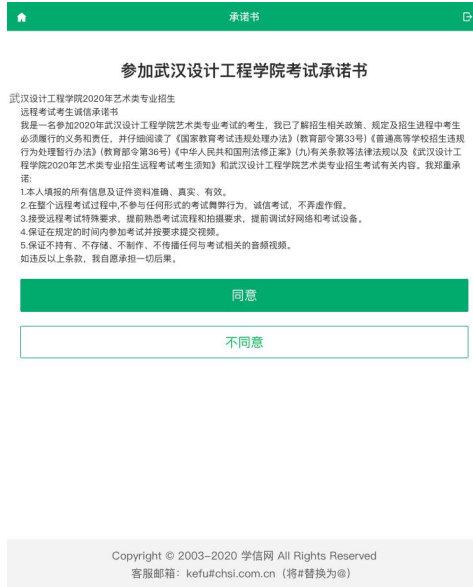 承诺书
参加武汉设计工程学院考试承诺书
武汉设计工程学院2020年艺术类专业招生
远程考试考生诚信承诺书
我是一名参加2020年武汉设计工程学院艺术类专业考试的考生，我已了解招生相关政策、规定及招生进程中考生
必须履行的义务和责任，并仔细阅读了《国家教育考试违规处理办法》(教育部令第33号)《普通高等学校招生违规
行为处理暂行办法》(教育部令第36号)《中华人民共和国刑法修正案》(九)有关条款等法律法规以及《武汉设计工
程学院2020年艺术类专业招生远程考试考生须知》和武汉设计工程学院艺术类专业招生考试有关内容。我郑重承
诺:
1.本人填报的所有信息及证件资料准确、真实、有效。
2.在整个远程考试过程中,不参与任何形式的考试舞弊行为，诚信考试，不弄虚作假。
3.接受远程考试特殊要求，提前熟悉考试流程和拍摄要求，提前调试好网络和考试设备。
4.保证在规定的时间内参加考试并按要求提交视频。
5.保证不持有、不存储、不制作、不传播任何与考试相关的音频视频。
如违反以上条款，我自愿承担一切后果。
同意
不同意
Copyright © 2003-2020 学信网 All Rights Reserved
客服邮箱：kefu#chsi.com.cn（将#替换为@）